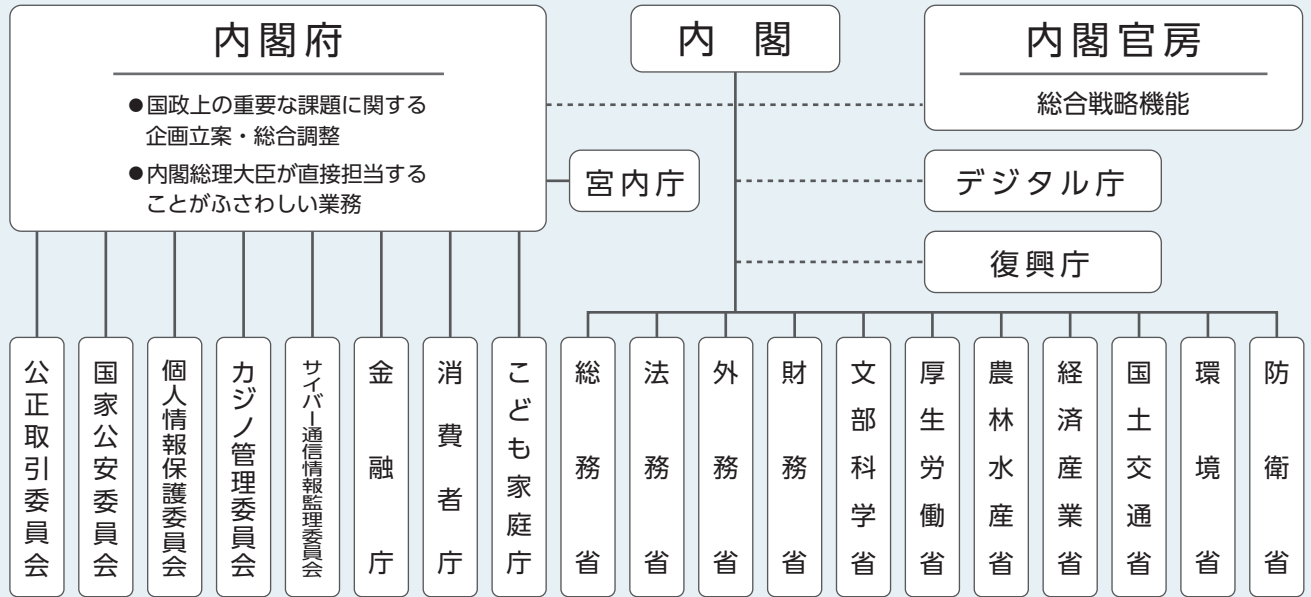 内閣府
●国政上の重要な課題に関する
企画立案・総合調整
●内閣総理大臣が直接担当する
ことがふさわしい業務
内閣
内閣官房
総合戦略機能
宮内庁
デジタル庁
復興庁
公正取引委員会
国家公安委員会
個人情報保護委員会
カジノ管理委員会
サイバー通信情報監理委員会
金融庁
消費者庁
こども家庭庁
総務省
法務省
外務省
財務省
文部科学省
厚生労働省
農林水産省
経済産業省
国土交通省
環境省
防衛省